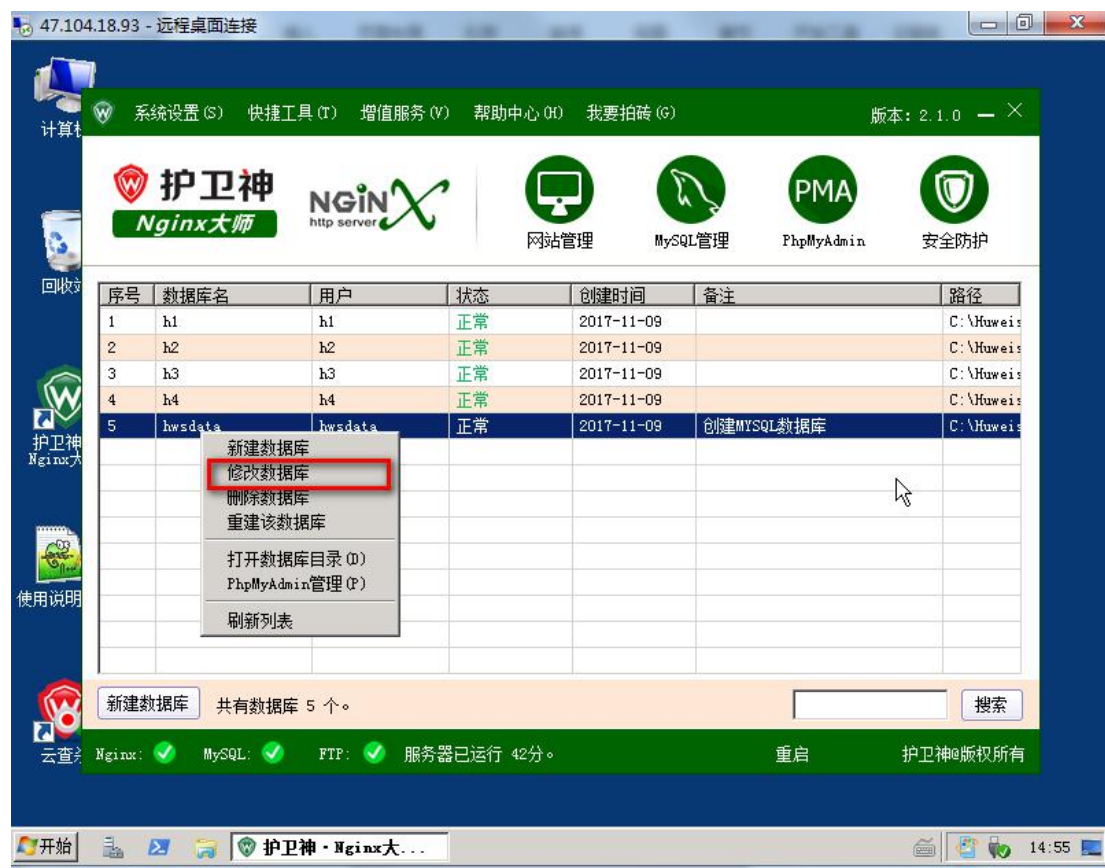 47.104.18.93 - 远程桌面连接
系统设置(S) 快捷工具(T) 增值服务(V) 帮助中心(H) 我要拍砖(G) 版本: 2.1.0
护卫神
Nginx大师
NGiNX
http server
PMA
网站管理 MySQL管理 PhpMyAdmin 安全防护
序号 数据库名 用户 状态 创建时间 备注 路径
1 h1 h1 正常 2017-11-09 C:\Huweis
2 h2 h2 正常 2017-11-09 C:\Huweis
3 h3 h3 正常 2017-11-09 C:\Huweis
4 h4 h4 正常 2017-11-09 C:\Huweis
5 hwsdata hwsdata 正常 2017-11-09 创建MYSQL数据库 C:\Huweis
新建数据库
修改数据库
删除数据库
重建该数据库
打开数据库目录(D)
PhpMyAdmin管理(P)
刷新列表
新建数据库 共有数据库 5 个。 搜索
Nginx: MySQL: FTP: 服务器已运行 42分。 重启 护卫神@版权所有
计算机
回收站
护卫神
Nginx大
使用说明
云查杀
开始 护卫神·Nginx大... 14:55